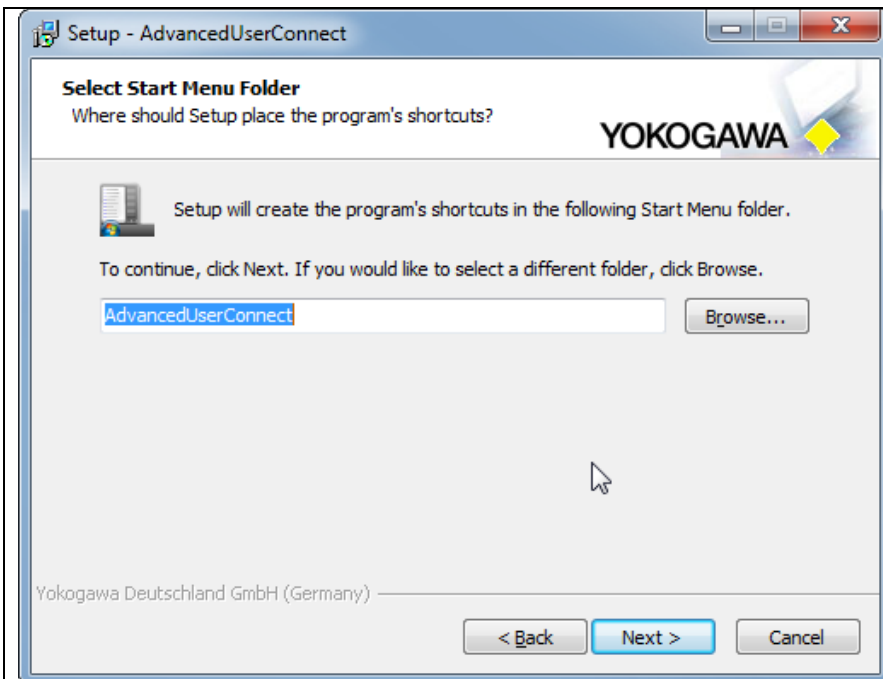 Setup - AdvancedUserConnect
Select Start Menu Folder
Where should Setup place the program's shortcuts?
YOKOGAWA
Setup will create the program's shortcuts in the following Start Menu folder.
To continue, click Next. If you would like to select a different folder, click Browse.
AdvancedUserConnect
Browse...
Yokogawa Deutschland GmbH (Germany)
< Back
Next >
Cancel